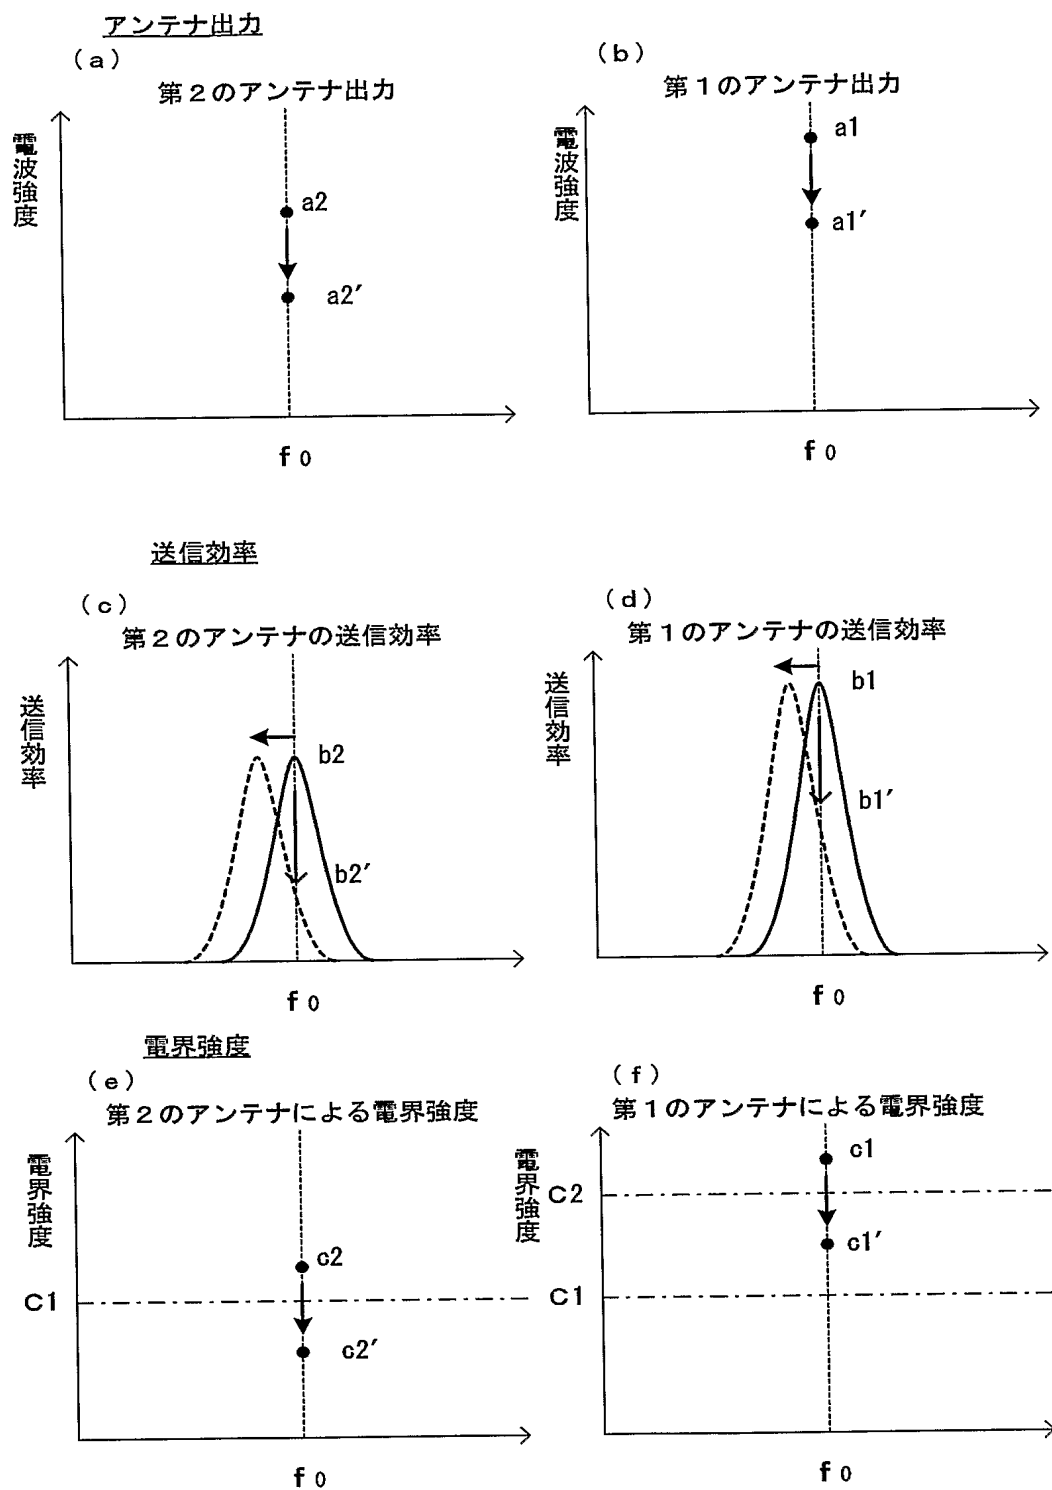 アンテナ出力
（a）
第２のアンテナ出力
電波強度
a2
a2′
f0
（b）
第１のアンテナ出力
電波強度
a1
a1′
f0
送信効率
（c）
第２のアンテナの送信効率
送信効率
b2
b2′
f0
（d）
第１のアンテナの送信効率
送信効率
b1
b1′
f0
電界強度
（e）
第２のアンテナによる電界強度
電界強度
c2
C1
c2′
f0
（f）
第１のアンテナによる電界強度
電界強度
c1
C2
c1′
C1
f0